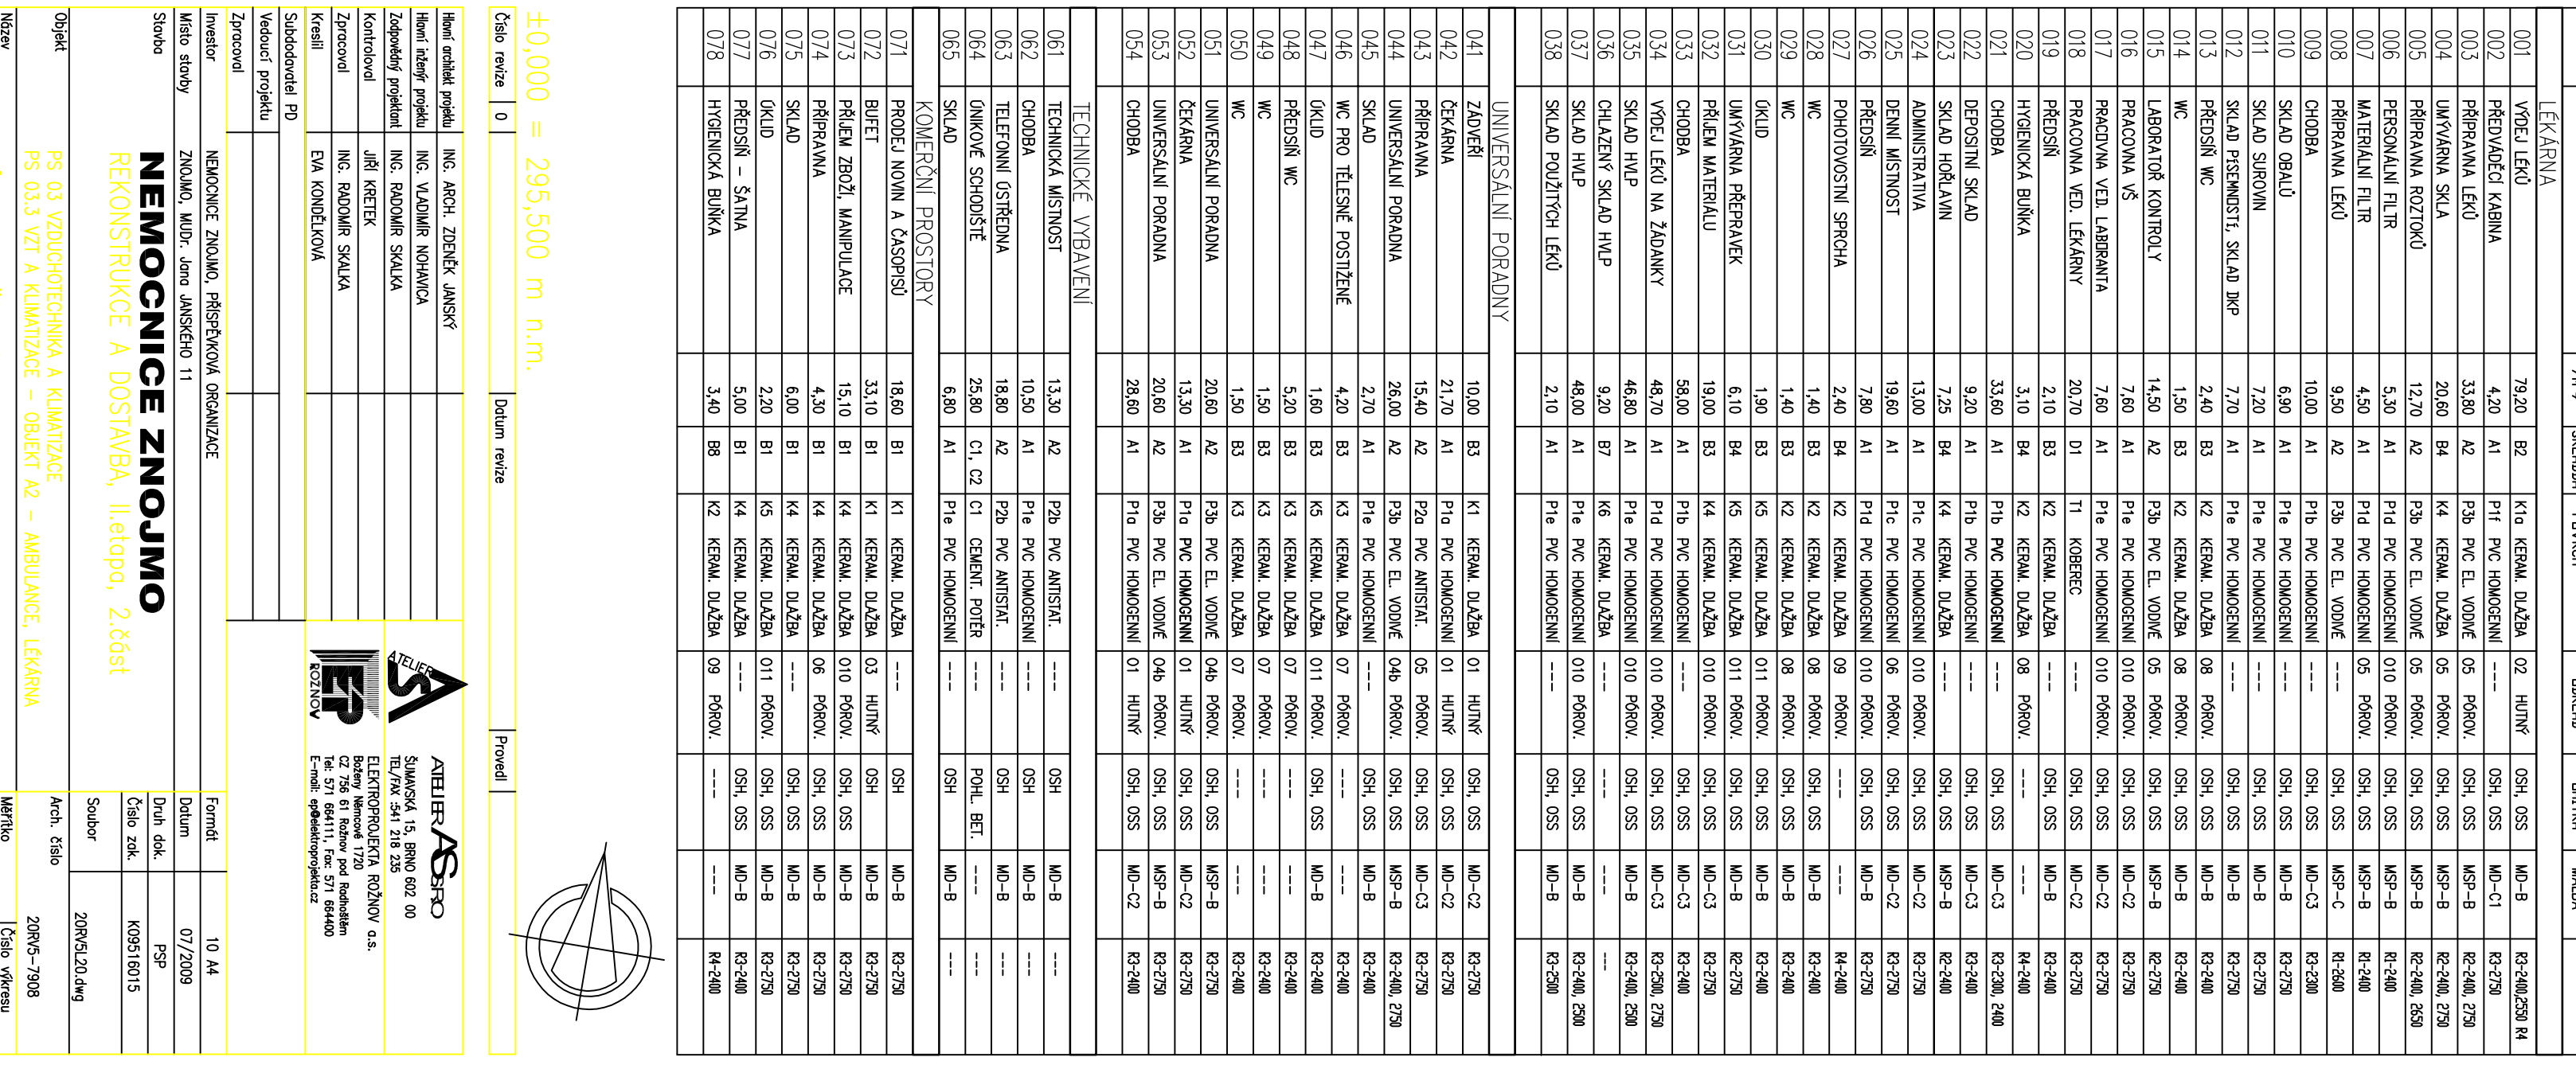 LÉKÁRNA
001 VÝDEJ LÉKŮ 79,20 B2 K1a KERAM. DLAŽBA 02 HUTNÝ OSH, OSS MD-B R3-2400,2550 R4
002 PŘEDVÁDĚCÍ KABINA 4,20 A1 P1f PVC HOMOGENNÍ --- OSH, OSS MD-C1 R3-2750
003 PŘÍPRAVNA LÉKŮ 33,80 A2 P3b PVC EL. VODIVÉ 05 PÓROV. OSH, OSS MSP-B R3-2400, 2750
004 UMÝVÁRNA SKLA 20,60 B4 K4 KERAM. DLAŽBA 05 PÓROV. OSH, OSS MSP-B R2-2400, 2750
005 PŘÍPRAVNA ROZTOKŮ 12,70 A2 P3b PVC EL. VODIVÉ 05 PÓROV. OSH, OSS MSP-B R2-2400, 2650
006 PERSONÁLNÍ FILTR 5,30 A1 P1d PVC HOMOGENNÍ 010 PÓROV. OSH, OSS MSP-B R1-2400
007 MATERIÁLNÍ FILTR 4,50 A1 P1d PVC HOMOGENNÍ 05 PÓROV. OSH, OSS MSP-B R1-2400
008 PŘÍPRAVNA LÉKŮ 9,50 A2 P3b PVC EL. VODIVÉ --- OSH, OSS MSP-C R1-2600
009 CHODBA 10,00 A1 P1b PVC HOMOGENNÍ --- OSH, OSS MD-C3 R3-2300
010 SKLAD OBALŮ 6,90 A1 P1e PVC HOMOGENNÍ --- OSH, OSS MD-B R3-2750
011 SKLAD SUROVIN 7,20 A1 P1e PVC HOMOGENNÍ --- OSH, OSS MD-B R3-2750
012 SKLAD PÍSEMNOSTÍ, SKLAD DKP 7,70 A1 P1e PVC HOMOGENNÍ --- OSH, OSS MD-B R3-2750
013 PŘEDSÍŇ WC 2,40 B3 K2 KERAM. DLAŽBA 08 PÓROV. OSH, OSS MD-B R3-2400
014 WC 1,50 B3 K2 KERAM. DLAŽBA 08 PÓROV. OSH, OSS MD-B R3-2400
015 LABORATOŘ KONTROLY 14,50 A2 P3b PVC EL. VODIVÉ 05 PÓROV. OSH, OSS MSP-B R2-2750
016 PRACOVNA VŠ 7,60 A1 P1e PVC HOMOGENNÍ 010 PÓROV. OSH, OSS MD-C2 R3-2750
017 PRACOVNA VED. LABORANTA 7,60 A1 P1e PVC HOMOGENNÍ 010 PÓROV. OSH, OSS MD-C2 R3-2750
018 PRACOVNA VED. LÉKÁRNY 20,70 D1 T1 KOBEREC --- OSH, OSS MD-C2 R3-2750
019 PŘEDSÍŇ 2,10 B3 K2 KERAM. DLAŽBA --- OSH, OSS MD-B R3-2400
020 HYGIENICKÁ BUŇKA 3,10 B4 K2 KERAM. DLAŽBA 08 PÓROV. --- --- R4-2400
021 CHODBA 33,60 A1 P1b PVC HOMOGENNÍ --- OSH, OSS MD-C3 R3-2300, 2400
022 DEPOSITNÍ SKLAD 9,20 A1 P1b PVC HOMOGENNÍ --- OSH, OSS MD-C3 R3-2750
023 SKLAD HOŘLAVIN 7,25 B4 K4 KERAM. DLAŽBA --- OSH, OSS MSP-B R2-2750
024 ADMINISTRATIVA 13,00 A1 P1c PVC HOMOGENNÍ 010 PÓROV. OSH, OSS MD-C2 R3-2750
025 DENNÍ MÍSTNOST 19,60 A1 P1c PVC HOMOGENNÍ 06 PÓROV. OSH, OSS MD-C2 R3-2750
026 PŘEDSÍŇ 7,80 A1 P1d PVC HOMOGENNÍ 010 PÓROV. OSH, OSS MD-B R3-2750
027 POHOTOVOSTNÍ SPRCHA 2,40 B4 K2 KERAM. DLAŽBA 09 PÓROV. --- --- R4-2400
028 WC 1,40 B3 K2 KERAM. DLAŽBA 08 PÓROV. OSH, OSS MD-B R3-2400
029 WC 1,40 B3 K2 KERAM. DLAŽBA 08 PÓROV. OSH, OSS MD-B R3-2400
030 ÚKLID 1,90 B3 K5 KERAM. DLAŽBA 011 PÓROV. OSH, OSS MD-B R3-2400
031 UMÝVÁRNA PŘEPRAVEK 6,10 B4 K5 KERAM. DLAŽBA 011 PÓROV. OSH, OSS MD-B R3-2750
032 PŘÍJEM MATERIÁLU 19,00 B3 K4 KERAM. DLAŽBA 010 PÓROV. OSH, OSS MD-C3 R3-2750
033 CHODBA 58,00 A1 P1b PVC HOMOGENNÍ --- OSH, OSS MD-C3 R3-2400
034 VÝDEJ LÉKŮ NA ŽÁDANKY 48,70 A1 P1d PVC HOMOGENNÍ 010 PÓROV. OSH, OSS MD-C3 R3-2500, 2750
035 SKLAD HVLP 46,80 A1 P1e PVC HOMOGENNÍ 010 PÓROV. OSH, OSS MD-B R3-2400, 2500
036 CHLAZENÝ SKLAD HVLP 9,20 B7 K6 KERAM. DLAŽBA --- --- --- ---
037 SKLAD HVLP 48,00 A1 P1e PVC HOMOGENNÍ 010 PÓROV. OSH, OSS MD-B R3-2400, 2500
038 SKLAD POUŽITÝCH LÉKŮ 2,10 A1 P1e PVC HOMOGENNÍ --- OSH, OSS MD-B R3-2500
UNIVERSÁLNÍ PORADNY
041 ZÁDVEŘÍ 10,00 B3 K1 KERAM. DLAŽBA 01 HUTNÝ OSH, OSS MD-C2 R3-2750
042 ČEKÁRNA 21,70 A1 P1a PVC HOMOGENNÍ 01 HUTNÝ OSH, OSS MD-C2 R3-2750
043 PŘÍPRAVNA 15,40 A2 P2a PVC ANTISTAT. 05 PÓROV. OSH, OSS MD-C3 R3-2750
044 UNIVERSÁLNÍ PORADNA 26,00 A2 P3b PVC EL. VODIVÉ 04b PÓROV. OSH, OSS MSP-B R3-2400, 2750
045 SKLAD 2,70 A1 P1e PVC HOMOGENNÍ --- OSH, OSS MD-B R3-2400
046 WC PRO TĚLESNĚ POSTIŽENÉ 4,20 B3 K3 KERAM. DLAŽBA 07 PÓROV. --- --- R3-2400
047 ÚKLID 1,60 B3 K5 KERAM. DLAŽBA 011 PÓROV. OSH, OSS MD-B R3-2400
048 PŘEDSÍŇ WC 5,20 B3 K3 KERAM. DLAŽBA 07 PÓROV. --- --- R3-2400
049 WC 1,50 B3 K3 KERAM. DLAŽBA 07 PÓROV. --- --- R3-2400
050 WC 1,50 B3 K3 KERAM. DLAŽBA 07 PÓROV. --- --- R3-2400
051 UNIVERSÁLNÍ PORADNA 20,60 A2 P3b PVC EL. VODIVÉ 04b PÓROV. OSH, OSS MSP-B R3-2750
052 ČEKÁRNA 13,30 A1 P1a PVC HOMOGENNÍ 01 HUTNÝ OSH, OSS MD-C2 R3-2750
053 UNIVERSÁLNÍ PORADNA 20,60 A2 P3b PVC EL. VODIVÉ 04b PÓROV. OSH, OSS MSP-B R3-2750
054 CHODBA 28,60 A1 P1a PVC HOMOGENNÍ 01 HUTNÝ OSH, OSS MD-C2 R3-2400
TECHNICKÉ VYBAVENÍ
061 TECHNICKÁ MÍSTNOST 13,30 A2 P2b PVC ANTISTAT. --- OSH MD-B ---
062 CHODBA 10,50 A1 P1e PVC HOMOGENNÍ --- OSH MD-B ---
063 TELEFONNÍ ÚSTŘEDNA 18,80 A2 P2b PVC ANTISTAT. --- OSH MD-B ---
064 ÚNIKOVÉ SCHODIŠTĚ 25,80 C1, C2 C1 CEMENT. POTĚR --- POHL. BET. --- ---
065 SKLAD 6,80 A1 P1e PVC HOMOGENNÍ --- OSH MD-B ---
KOMERČNÍ PROSTORY
071 PRODEJ NOVIN A ČASOPISŮ 18,60 B1 K1 KERAM. DLAŽBA --- OSH MD-B R3-2750
072 BUFET 33,10 B1 K1 KERAM. DLAŽBA 03 HUTNÝ OSH MD-B R3-2750
073 PŘÍJEM ZBOŽÍ, MANIPULACE 15,10 B1 K4 KERAM. DLAŽBA 010 PÓROV. OSH, OSS MD-B R3-2750
074 PŘÍPRAVNA 4,30 B1 K4 KERAM. DLAŽBA 06 PÓROV. OSH, OSS MD-B R3-2750
075 SKLAD 6,00 B1 K4 KERAM. DLAŽBA --- OSH, OSS MD-B R3-2750
076 ÚKLID 2,20 B1 K5 KERAM. DLAŽBA 011 PÓROV. OSH, OSS MD-B R3-2750
077 PŘEDSÍŇ - ŠATNA 5,00 B1 K4 KERAM. DLAŽBA --- OSH, OSS MD-B R3-2400
078 HYGIENICKÁ BUŇKA 3,40 B8 K2 KERAM. DLAŽBA 09 PÓROV. --- --- R4-2400
±0,000 = 295,500 m n.m.
Číslo revize 0 Datum revize Provedl
Hlavní architekt projektu ING. ARCH. ZDENĚK JANSKÝ
Hlavní inženýr projektu ING. VLADIMÍR NOHAVICA
Zodpovědný projektant ING. RADOMÍR SKALKA
Kontroloval JIŘÍ KRETEK
Zpracoval ING. RADOMÍR SKALKA
Kreslil EVA KONDĚLKOVÁ
Subdodavatel PD
Vedoucí projektu
Zpracoval
ATELIER
ATELIER AS SRO
ŠUMAVSKÁ 15, BRNO 602 00
TEL/FAX :541 218 235
ROŽNOV
ELEKTROPROJEKTA ROŽNOV a.s.
Boženy Němcové 1720
CZ 756 61 Rožnov pod Radhoštěm
Tel: 571 664111, Fax: 571 664400
E-mail: ep@elektroprojekta.cz
Investor NEMOCNICE ZNOJMO, PŘÍSPĚVKOVÁ ORGANIZACE
Místo stavby ZNOJMO, MUDr. Jana JANSKÉHO 11
Stavba NEMOCNICE ZNOJMO
REKONSTRUKCE A DOSTAVBA, II.etapa, 2.část
Objekt PS 03 VZDUCHOTECHNIKA A KLIMATIZACE
PS 03.3 VZT A KLIMATIZACE - OBJEKT A2 - AMBULANCE, LÉKÁRNA
Název
Formát 10 A4
Datum 07/2009
Druh dok. PSP
Číslo zak. K09516015
Soubor 20RV5L20.dwg
Arch. číslo 20RV5-7908
Měřítko Číslo výkresu